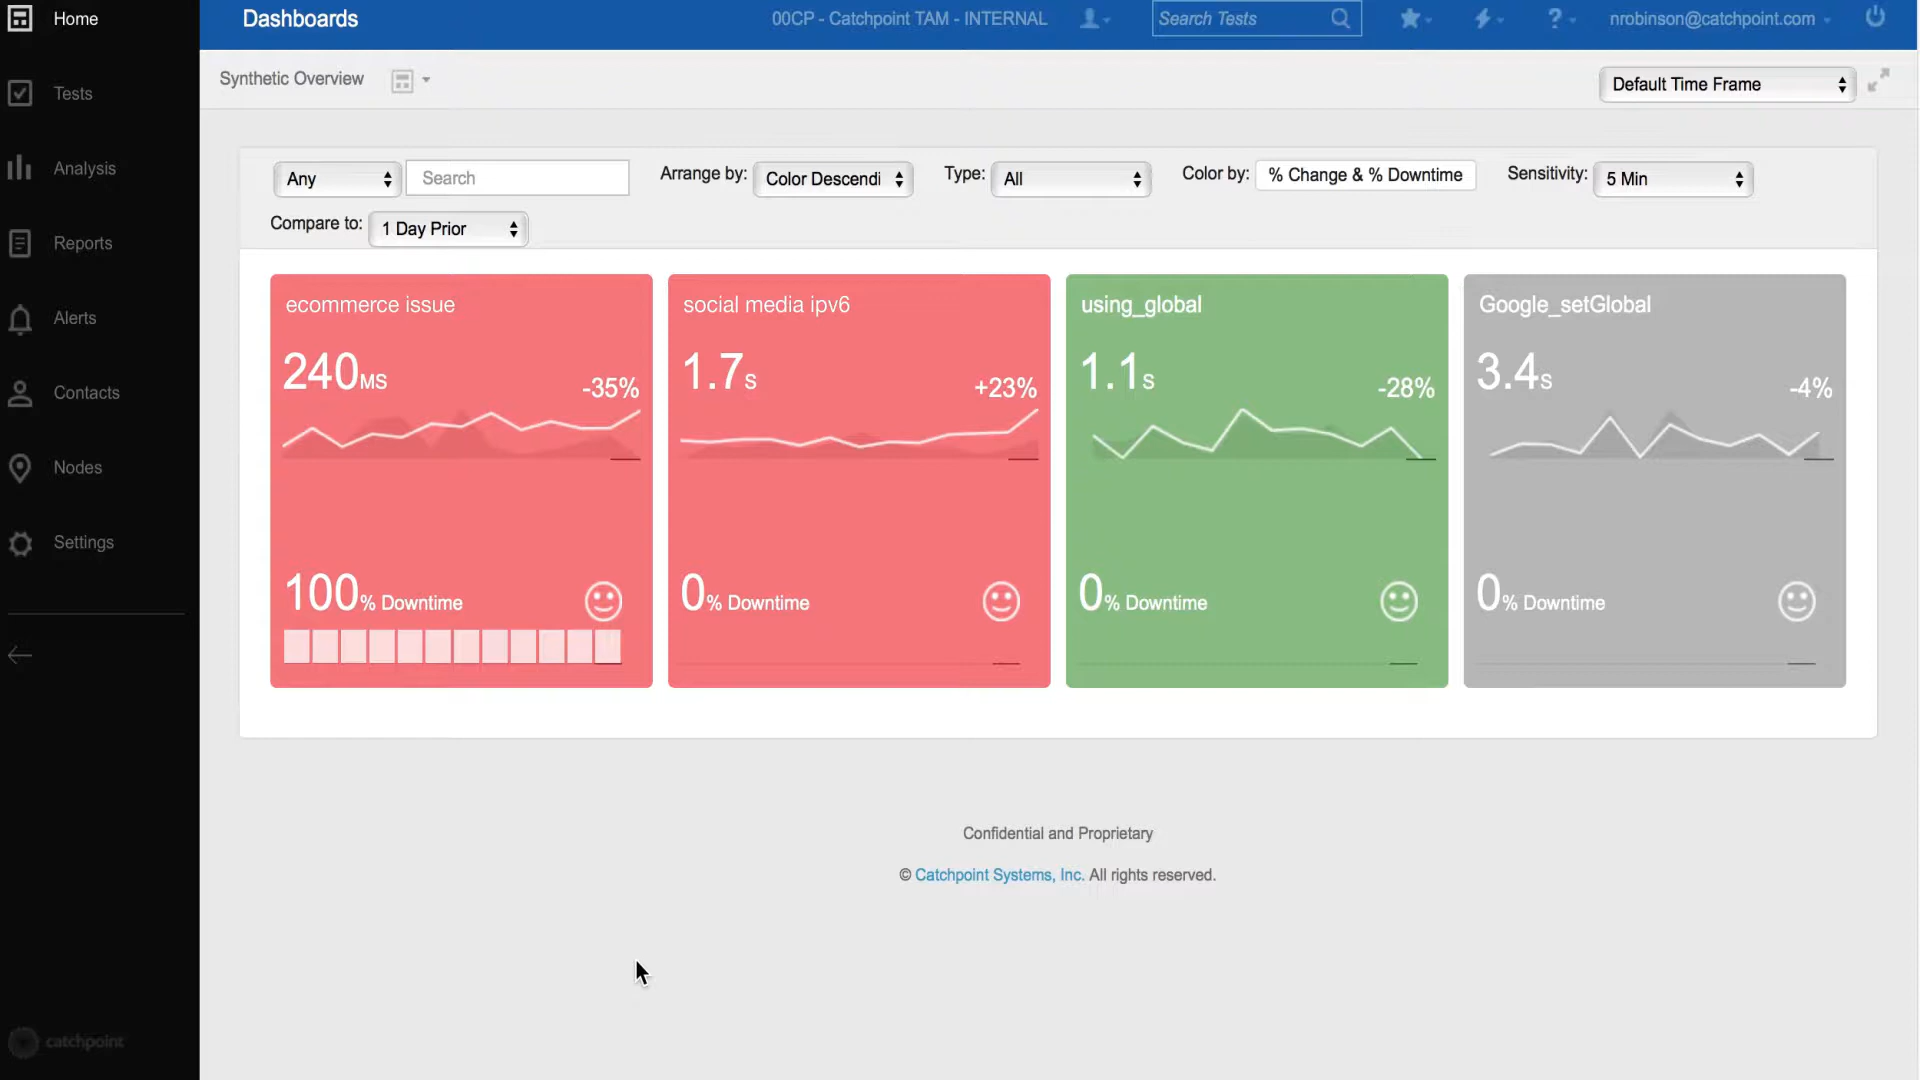 Home
Dashboards
00CP - Catchpoint TAM - INTERNAL
Search Tests
?
nrobinson@catchpoint.com
Tests
Analysis
Reports
Alerts
Contacts
Nodes
Settings
catchpoint
Synthetic Overview
Default Time Frame
Any
Search
Arrange by: Color Descendi
Type: All
Color by: % Change & % Downtime
Sensitivity: 5 Min
Compare to: 1 Day Prior
ecommerce issue
240MS
-35%
100% Downtime
social media ipv6
1.7s
+23%
0% Downtime
using_global
1.1s
-28%
0% Downtime
Google_setGlobal
3.4s
-4%
0% Downtime
Confidential and Proprietary
© Catchpoint Systems, Inc. All rights reserved.